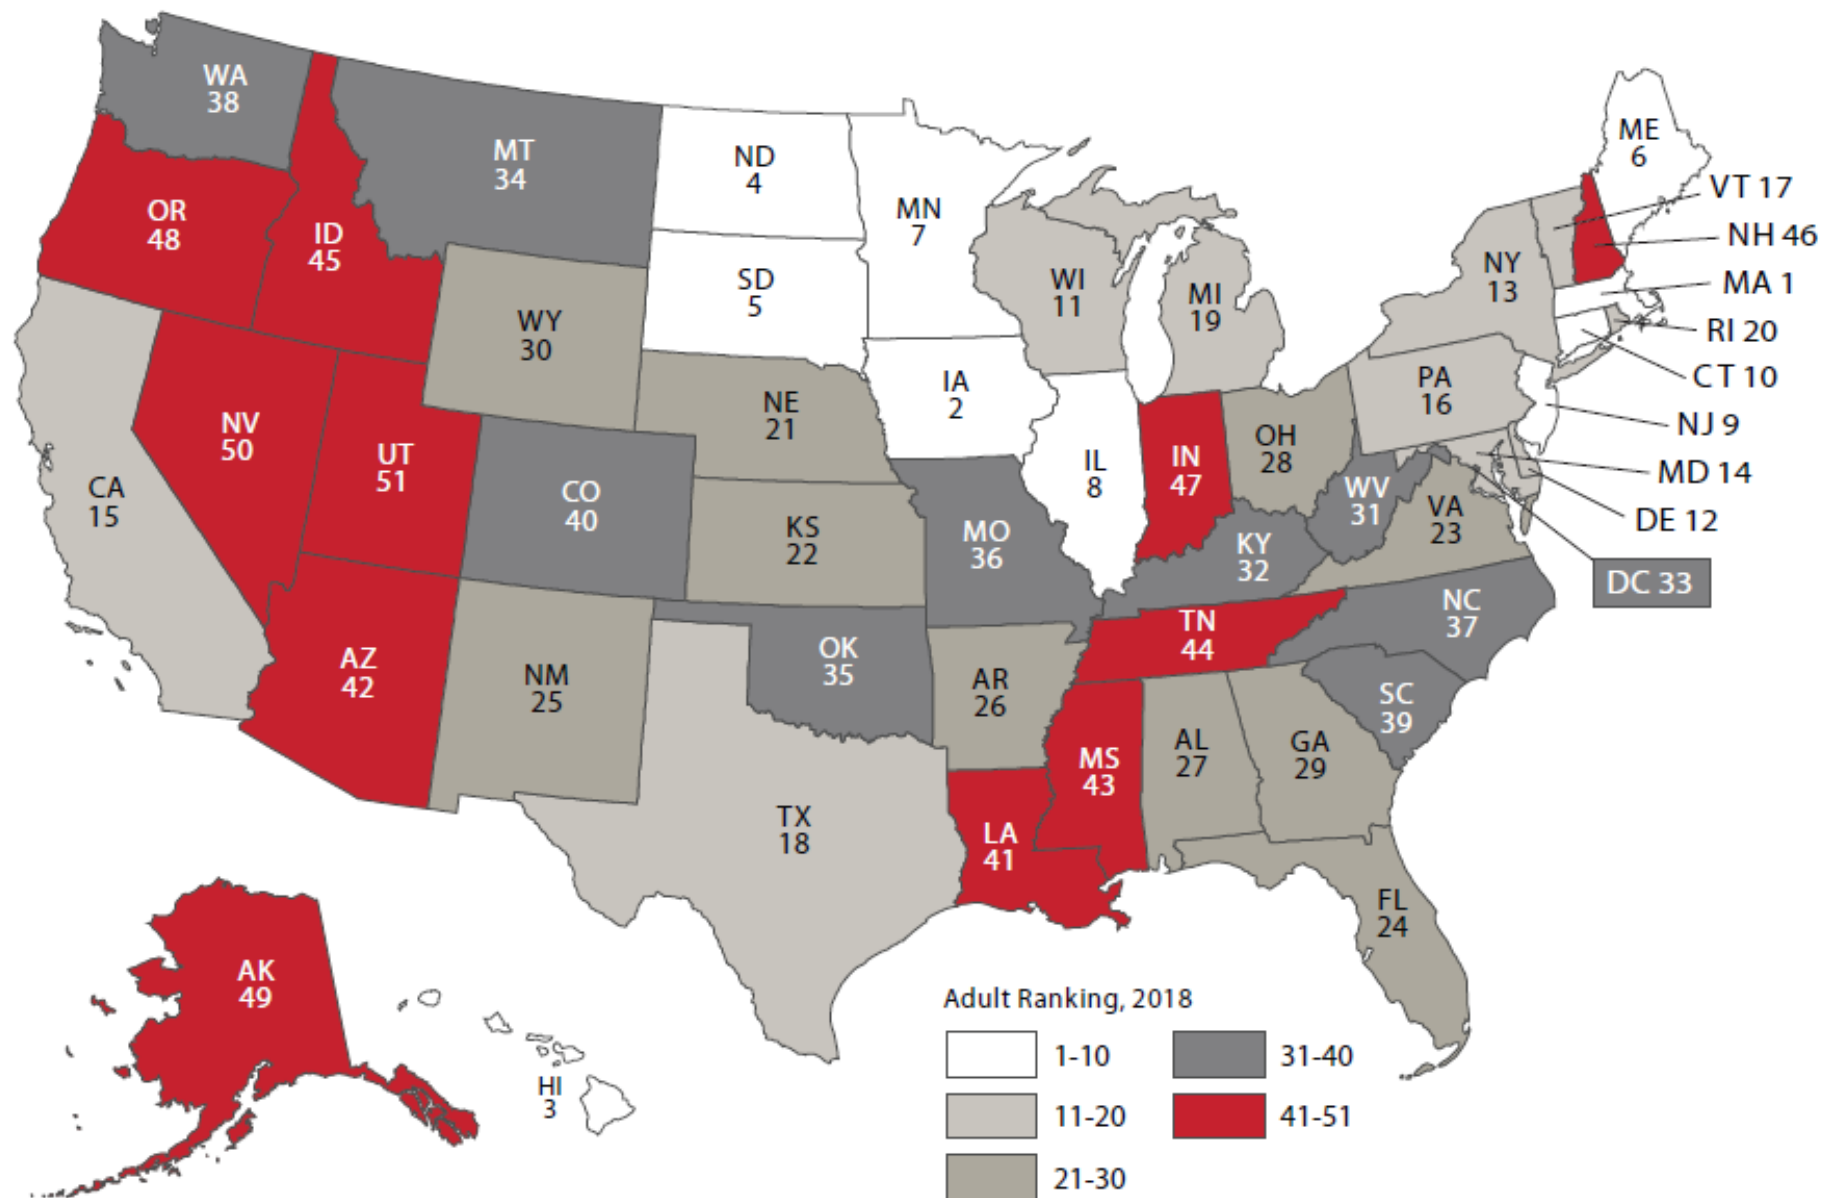 WA
38
MT
34
ND
4
MN
7
ME
6
VT 17
NH 46
MA 1
RI 20
CT 10
NJ 9
MD 14
DE 12
DC 33
OR
48
ID
45
WY
30
SD
5
WI
11
MI
19
NY
13
PA
16
NV
50
UT
51
CO
40
NE
21
IA
2
IL
8
IN
47
OH
28
WV
31
VA
23
CA
15
KS
22
MO
36
KY
32
NC
37
TN
44
SC
39
AZ
42
NM
25
OK
35
AR
26
MS
43
AL
27
GA
29
TX
18
LA
41
FL
24
AK
49
HI
3
Adult Ranking, 2018
1-10
11-20
21-30
31-40
41-51